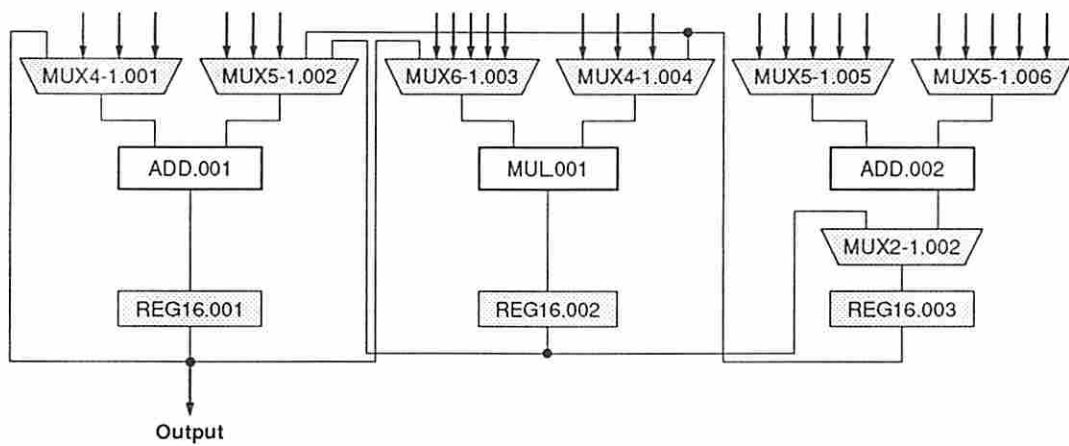 MUX4-1.001
MUX5-1.002
MUX6-1.003
MUX4-1.004
MUX5-1.005
MUX5-1.006
ADD.001
MUL.001
ADD.002
MUX2-1.002
REG16.001
REG16.002
REG16.003
Output